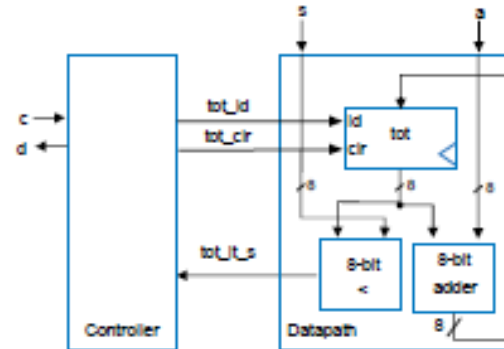 s
a
c
d
tot_ld
tot_clr
ld
clr
tot
8
8
8
tot_lt_s
8-bit
<
8-bit
adder
8
Controller
Datapath